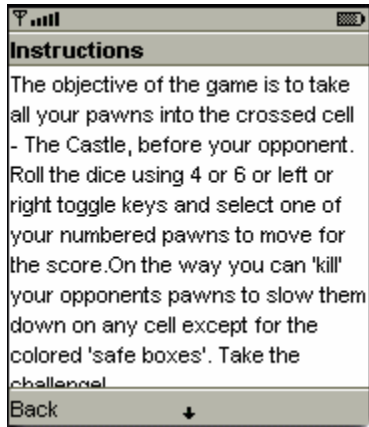 Instructions
The objective of the game is to take
all your pawns into the crossed cell
- The Castle, before your opponent.
Roll the dice using 4 or 6 or left or
right toggle keys and select one of
your numbered pawns to move for
the score.On the way you can 'kill'
your opponents pawns to slow them
down on any cell except for the
colored 'safe boxes'. Take the
challenge!
Back